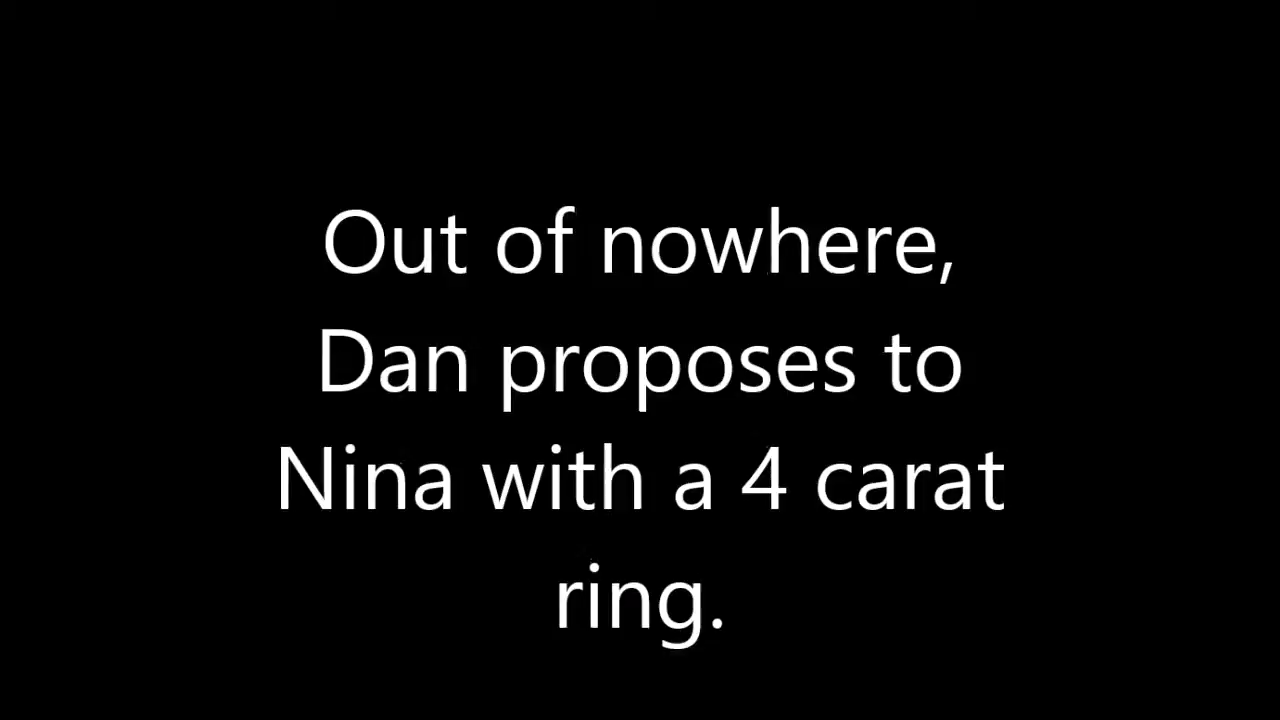 Out of nowhere,
Dan proposes to
Nina with a 4 carat
ring.